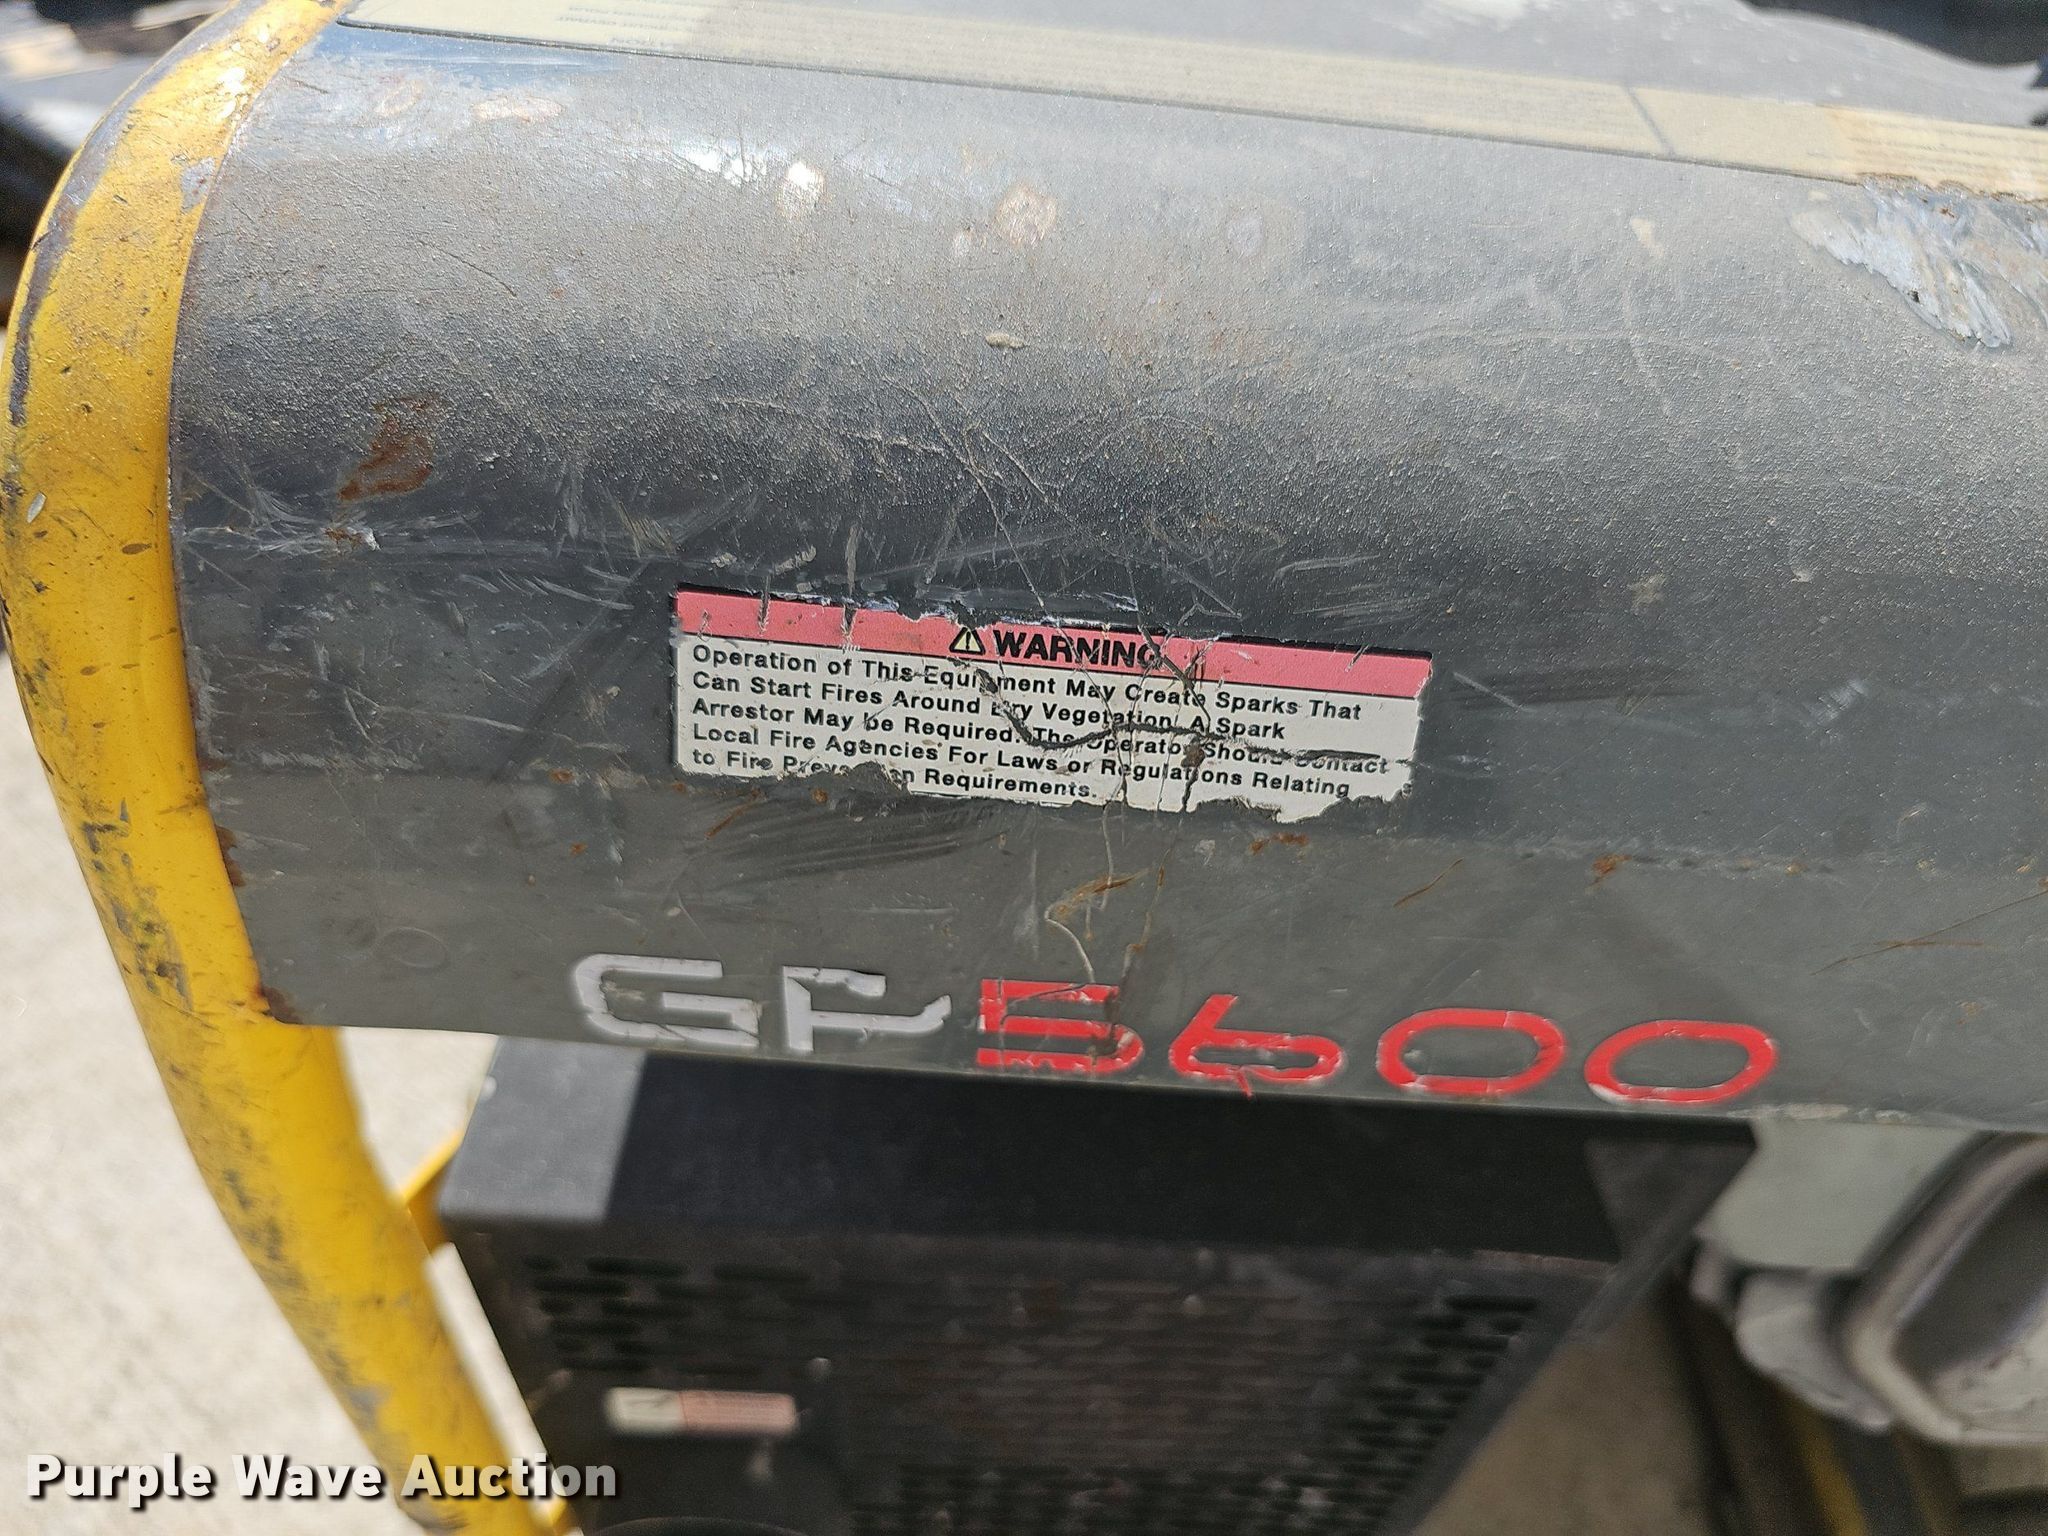 WARNING
Operation of This Equipment May Create Sparks That
Can Start Fires Around Dry Vegetation. A Spark
Arrestor May be Required. The Operator Should Contact
Local Fire Agencies For Laws or Regulations Relating
to Fire Prevention Requirements.
GP5600
Purple Wave Auction